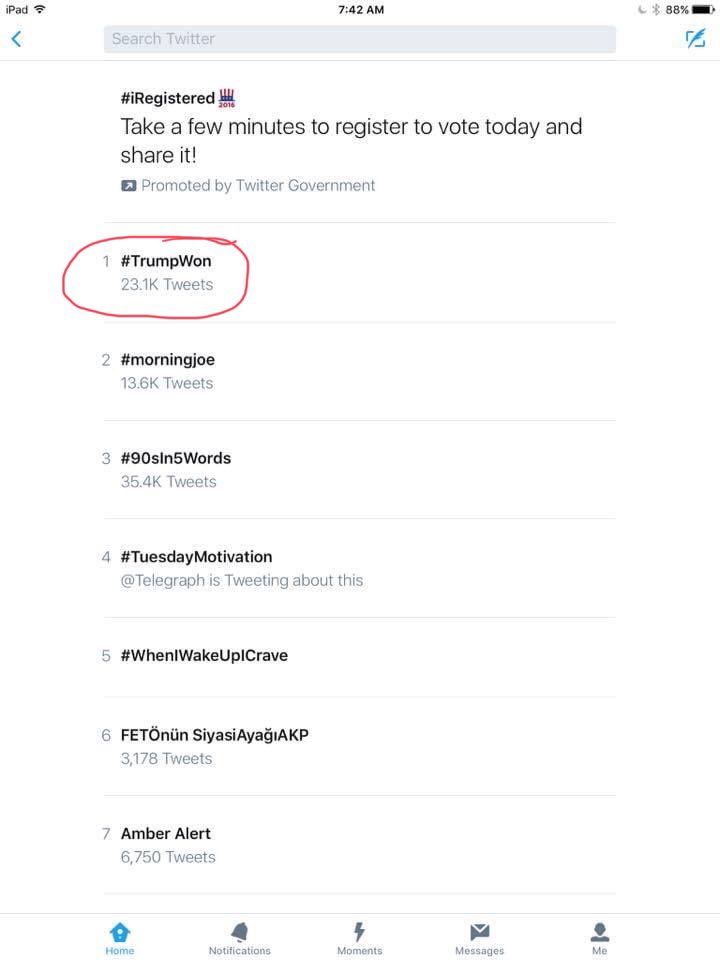 iPad 7:42 AM 88%
Search Twitter
#iRegistered 2016
Take a few minutes to register to vote today and
share it!
Promoted by Twitter Government
1 #TrumpWon
23.1K Tweets
2 #morningjoe
13.6K Tweets
3 #90sIn5Words
35.4K Tweets
4 #TuesdayMotivation
@Telegraph is Tweeting about this
5 #WhenIWakeUpICrave
6 FETÖnün SiyasiAyağıAKP
3,178 Tweets
7 Amber Alert
6,750 Tweets
Home Notifications Moments Messages Me